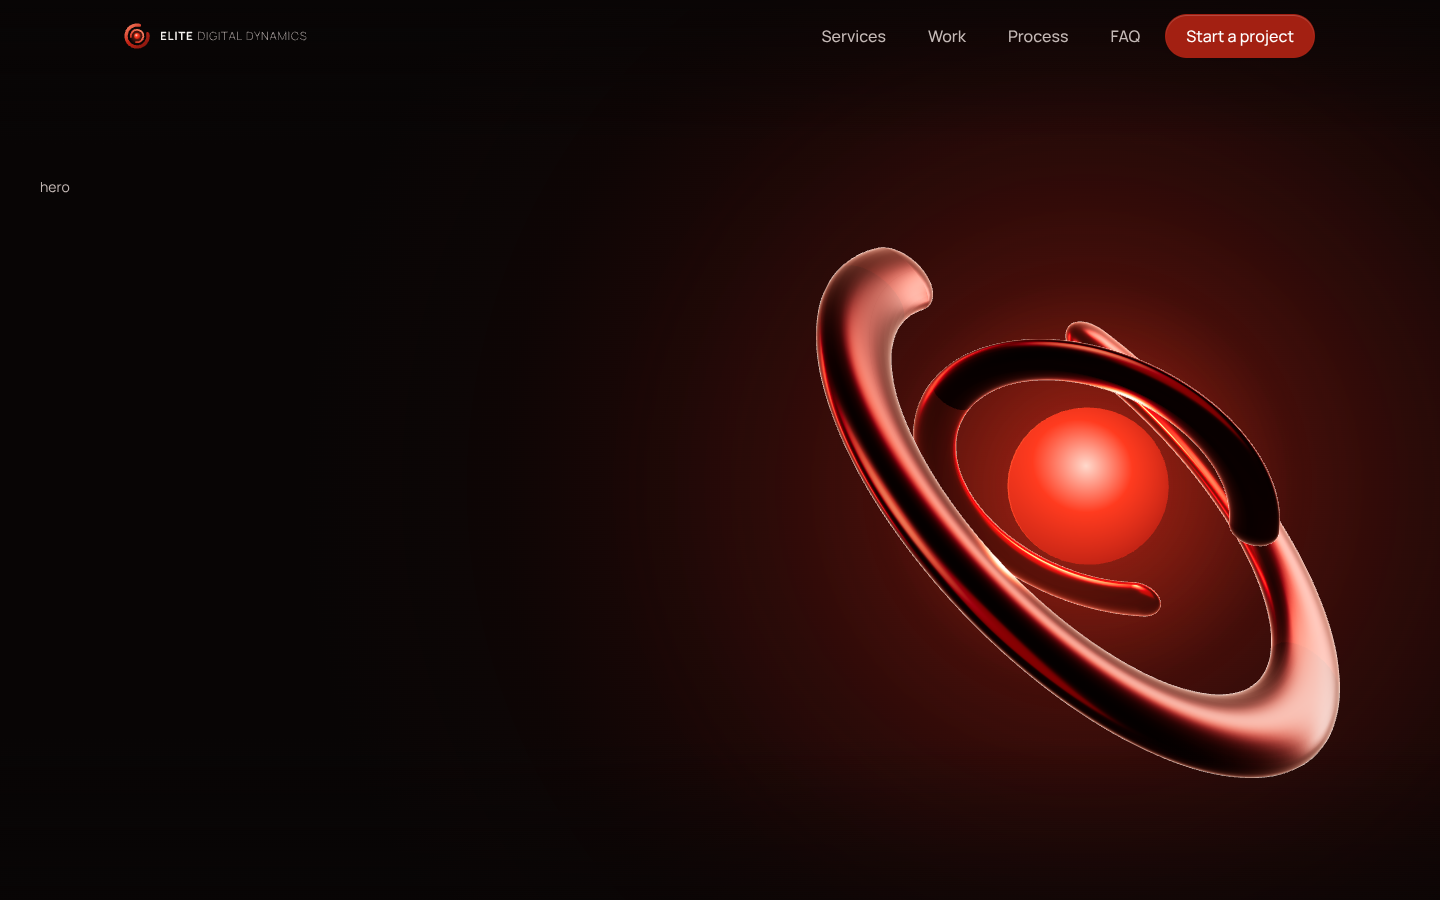 ELITE DIGITAL DYNAMICS
Services
Work
Process
FAQ
Start a project
hero